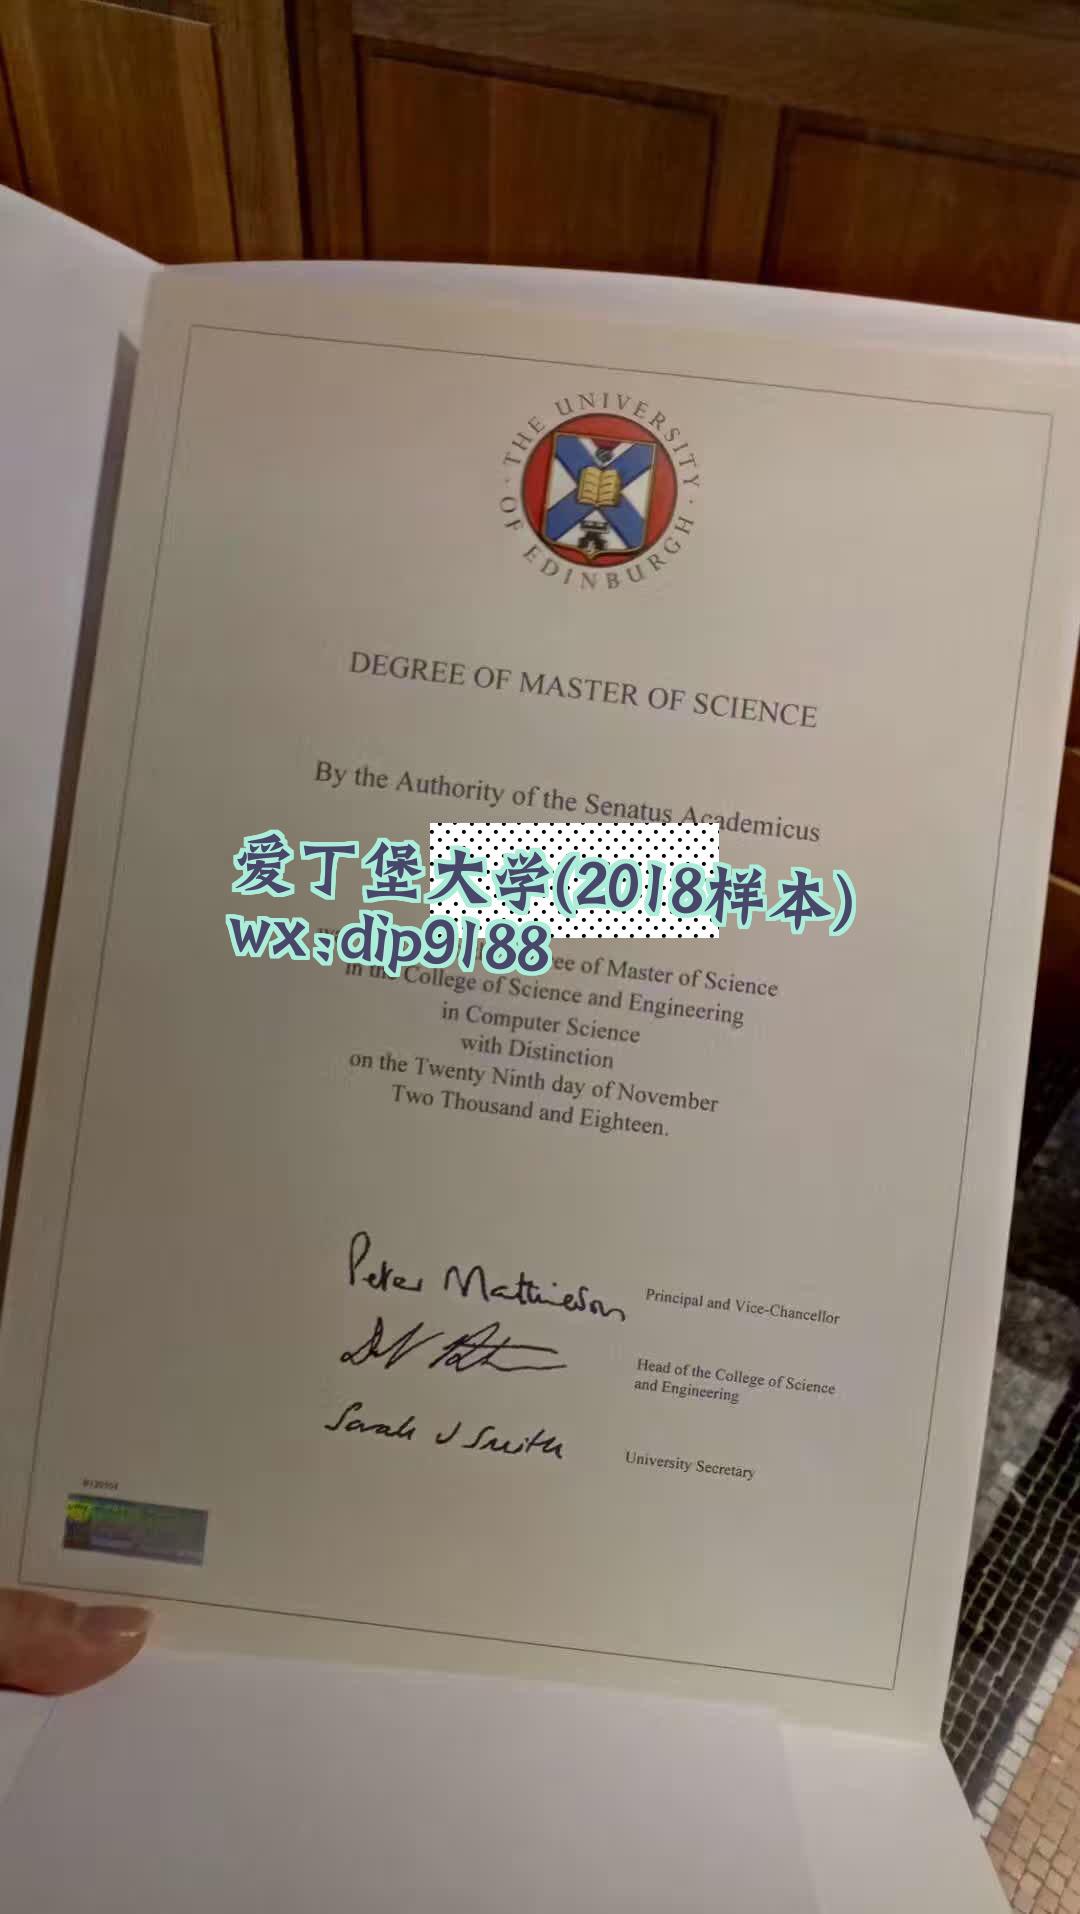 THE UNIVERSITY OF EDINBURGH
DEGREE OF MASTER OF SCIENCE
By the Authority of the Senatus Academicus
爱丁堡大学(2018样本)
wx:dip9188
of Master of Science
in the College of Science and Engineering
in Computer Science
with Distinction
on the Twenty Ninth day of November
Two Thousand and Eighteen.
Peter Mathieson
Principal and Vice-Chancellor
Head of the College of Science
and Engineering
Sarah J Smith
University Secretary